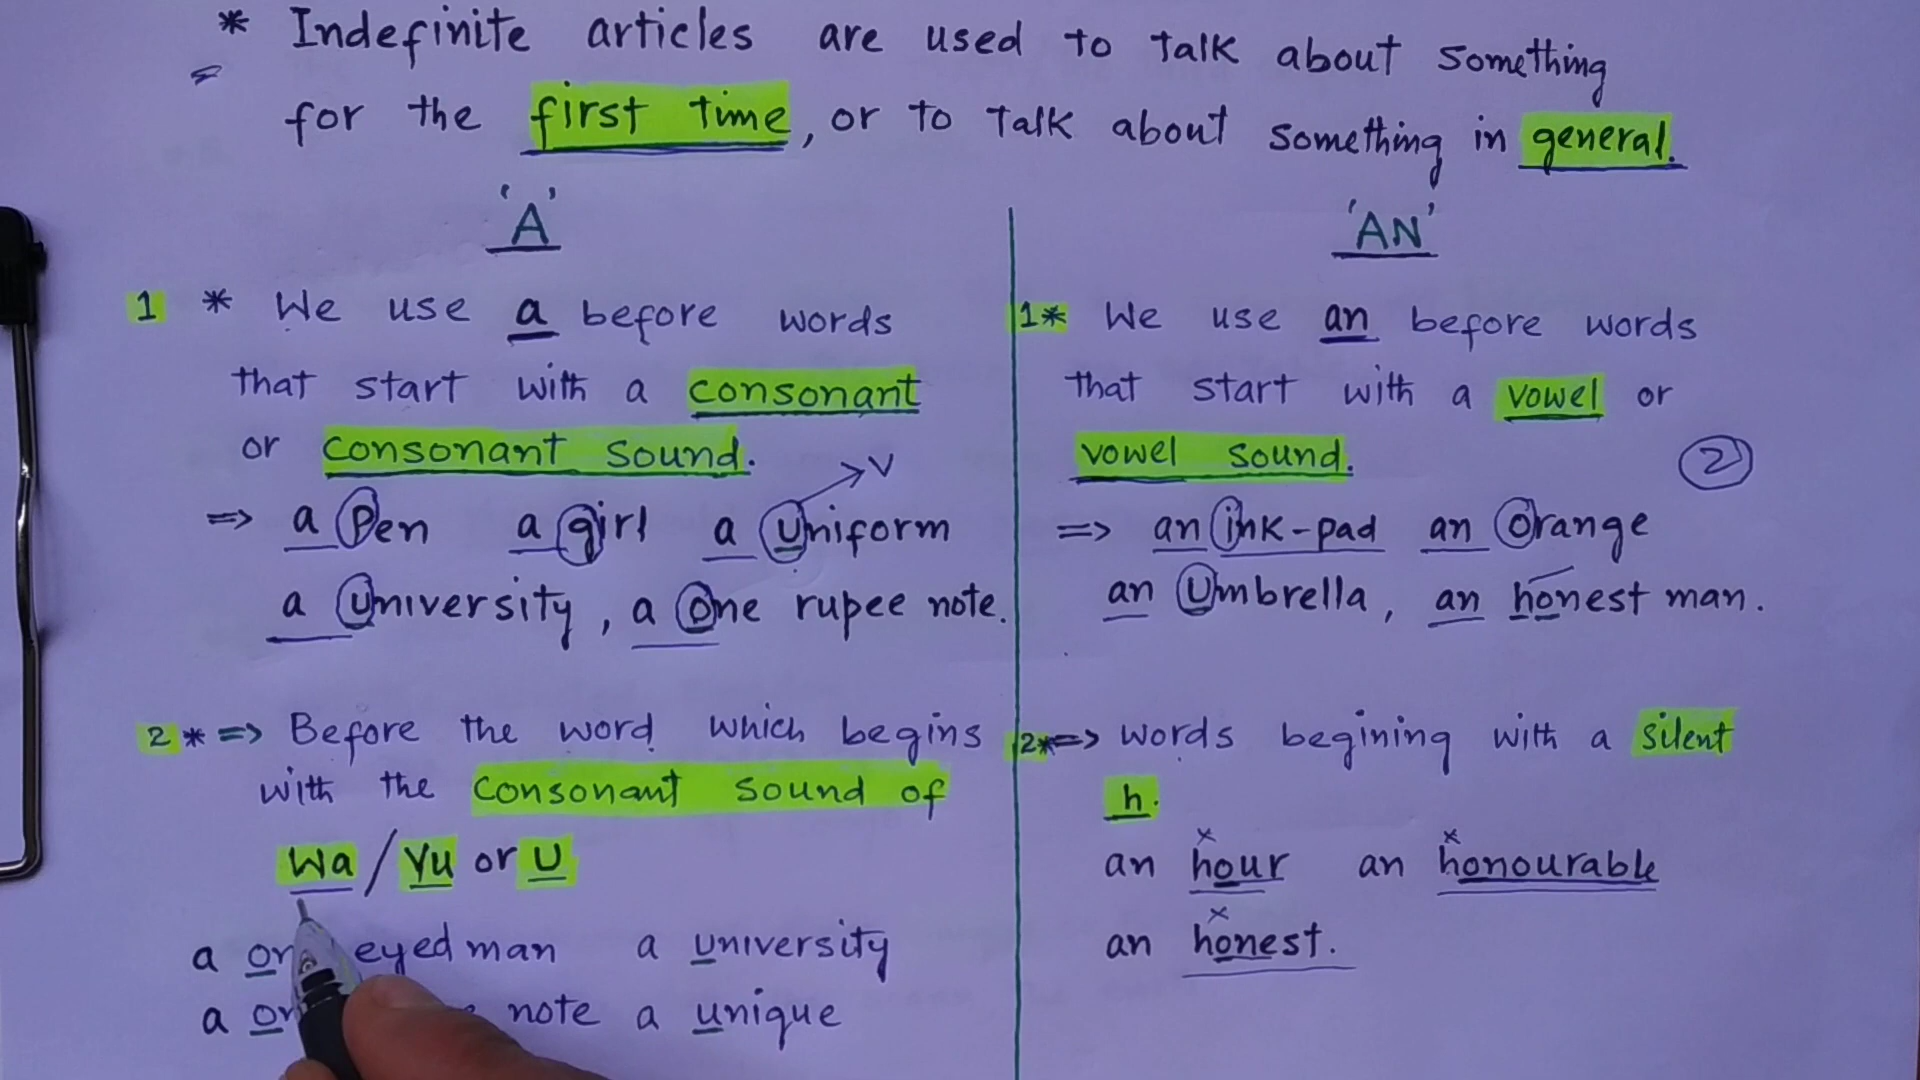 * Indefinite articles are used to talk about something
for the first time, or to talk about something in general.
'A'
1 * We use a before words
that start with a consonant
or consonant sound.
→ V
=> a Pen a girl a Uniform
a University, a One rupee note.
2 * => Before the word which begins
with the consonant sound of
Wa / Yu or U
a eyed man a university
a note a unique
'AN'
1 * We use an before words
that start with a vowel or
vowel sound.
2
=> an ink-pad an Orange
an Umbrella, an honest man.
2 * => words begining with a silent
h.
x x
an hour an honourable
x
an honest.